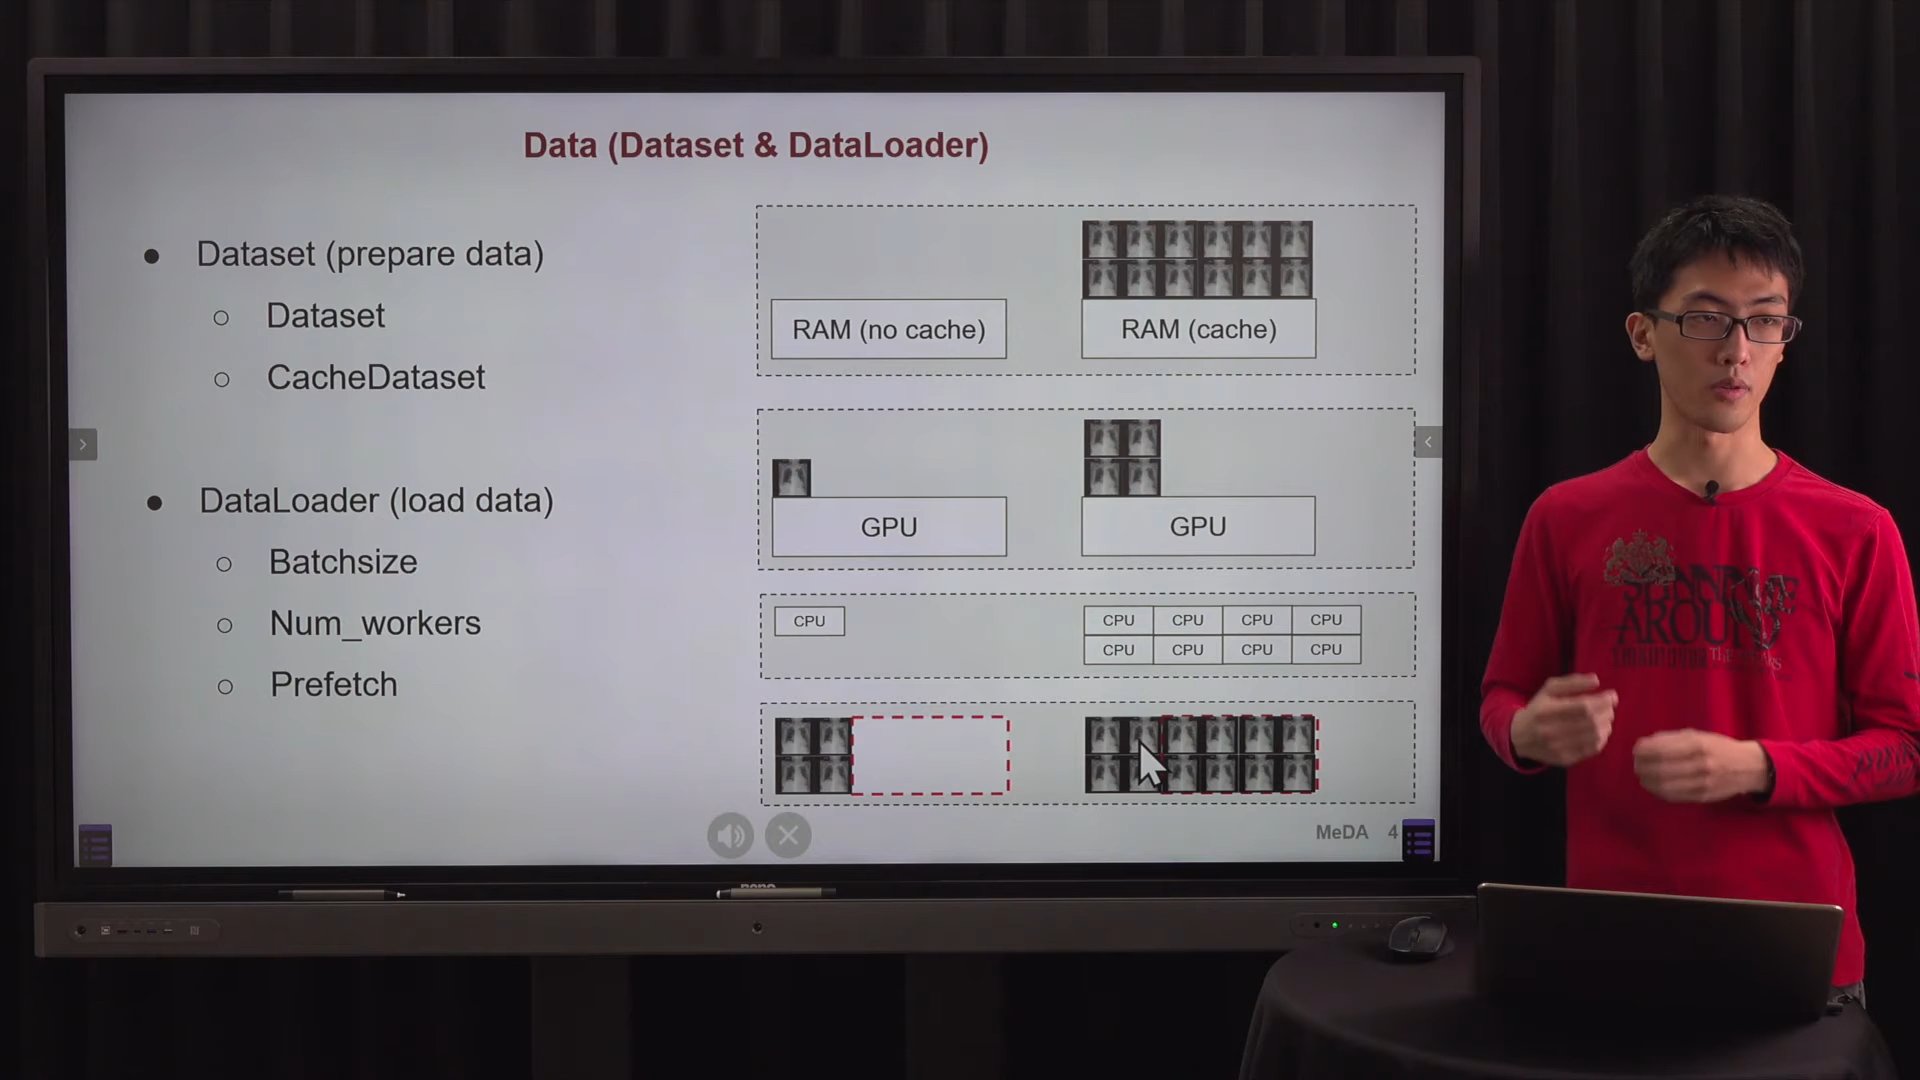 Data (Dataset & DataLoader)
● Dataset (prepare data)
○ Dataset
○ CacheDataset
● DataLoader (load data)
○ Batchsize
○ Num_workers
○ Prefetch
RAM (no cache)
RAM (cache)
GPU
GPU
CPU
CPU CPU CPU CPU
CPU CPU CPU CPU
MeDA 4
AROUND